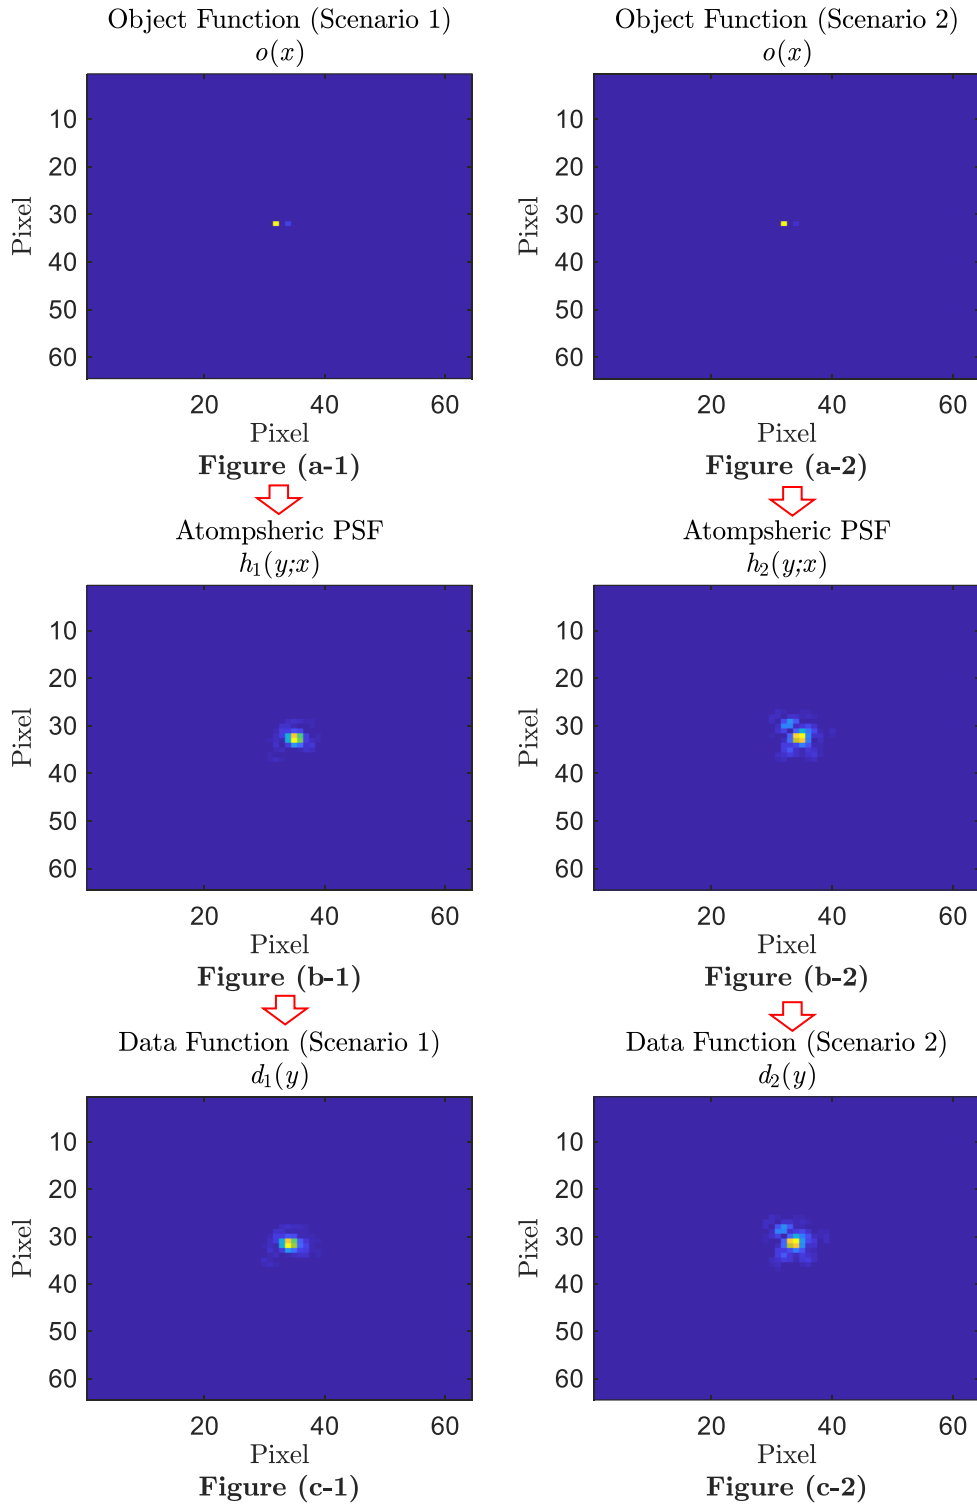 Object Function (Scenario 1)
o(x)
10
20
30
40
50
60
Pixel
20 40 60
Pixel
Figure (a-1)
Object Function (Scenario 2)
o(x)
10
20
30
40
50
60
Pixel
20 40 60
Pixel
Figure (a-2)
Atompsheric PSF
h1(y;x)
10
20
30
40
50
60
Pixel
20 40 60
Pixel
Figure (b-1)
Atompsheric PSF
h2(y;x)
10
20
30
40
50
60
Pixel
20 40 60
Pixel
Figure (b-2)
Data Function (Scenario 1)
d1(y)
10
20
30
40
50
60
Pixel
20 40 60
Pixel
Figure (c-1)
Data Function (Scenario 2)
d2(y)
10
20
30
40
50
60
Pixel
20 40 60
Pixel
Figure (c-2)